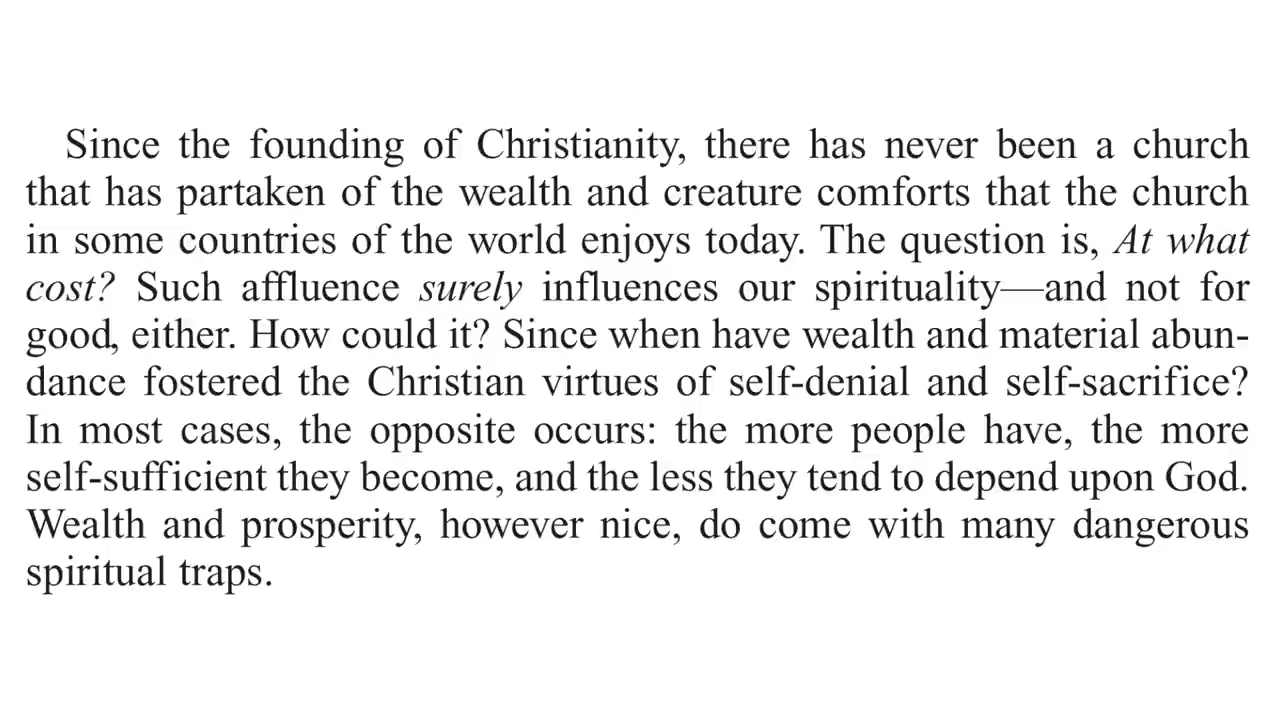 Since the founding of Christianity, there has never been a church
that has partaken of the wealth and creature comforts that the church
in some countries of the world enjoys today. The question is, At what
cost? Such affluence surely influences our spirituality—and not for
good, either. How could it? Since when have wealth and material abun-
dance fostered the Christian virtues of self-denial and self-sacrifice?
In most cases, the opposite occurs: the more people have, the more
self-sufficient they become, and the less they tend to depend upon God.
Wealth and prosperity, however nice, do come with many dangerous
spiritual traps.